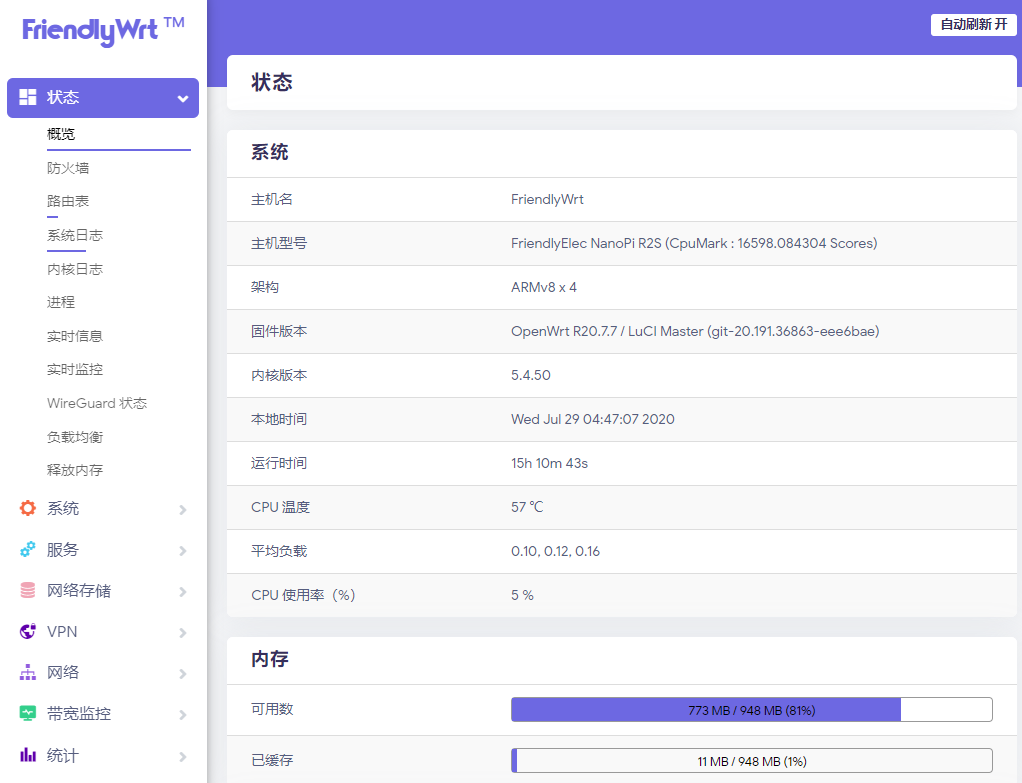 FriendlyWrt ™
自动刷新 开
状态
概览
防火墙
路由表
系统日志
内核日志
进程
实时信息
实时监控
WireGuard 状态
负载均衡
释放内存
系统
服务
网络存储
VPN
网络
带宽监控
统计
状态
系统
主机名 FriendlyWrt
主机型号 FriendlyElec NanoPi R2S (CpuMark : 16598.084304 Scores)
架构 ARMv8 x 4
固件版本 OpenWrt R20.7.7 / LuCI Master (git-20.191.36863-eee6bae)
内核版本 5.4.50
本地时间 Wed Jul 29 04:47:07 2020
运行时间 15h 10m 43s
CPU 温度 57 ℃
平均负载 0.10, 0.12, 0.16
CPU 使用率（%） 5 %
内存
可用数 773 MB / 948 MB (81%)
已缓存 11 MB / 948 MB (1%)